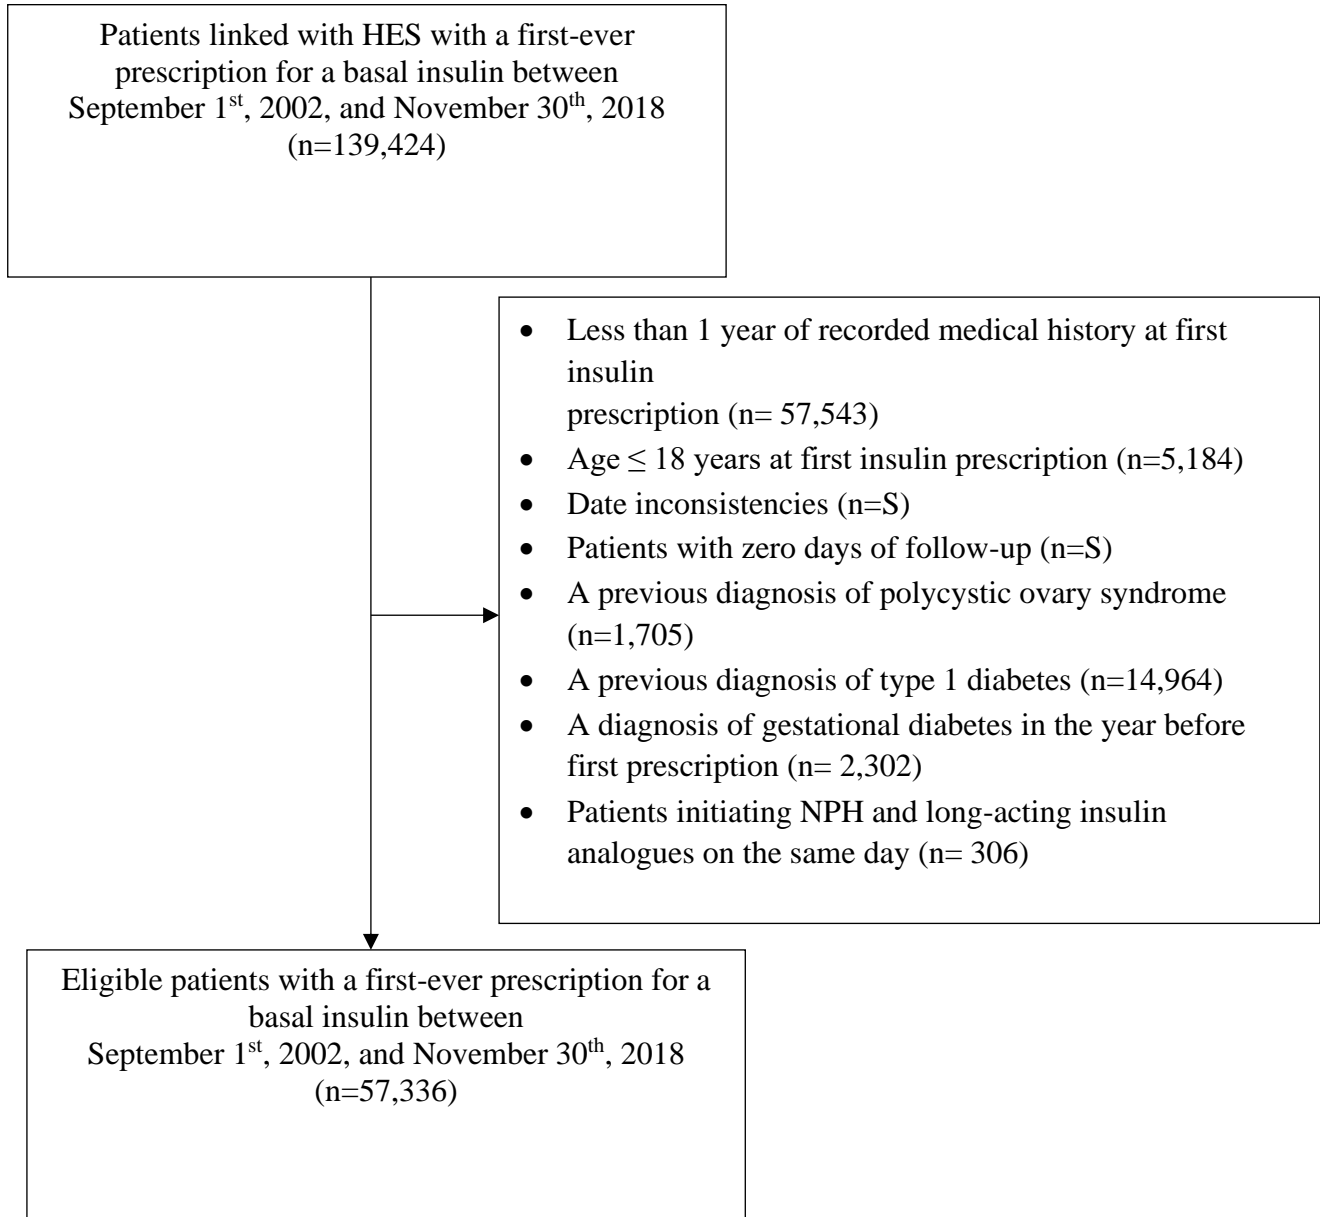 Patients linked with HES with a first-ever
prescription for a basal insulin between
September 1st, 2002, and November 30th, 2018
(n=139,424)
• Less than 1 year of recorded medical history at first
insulin
prescription (n= 57,543)
• Age ≤ 18 years at first insulin prescription (n=5,184)
• Date inconsistencies (n=S)
• Patients with zero days of follow-up (n=S)
• A previous diagnosis of polycystic ovary syndrome
(n=1,705)
• A previous diagnosis of type 1 diabetes (n=14,964)
• A diagnosis of gestational diabetes in the year before
first prescription (n= 2,302)
• Patients initiating NPH and long-acting insulin
analogues on the same day (n= 306)
Eligible patients with a first-ever prescription for a
basal insulin between
September 1st, 2002, and November 30th, 2018
(n=57,336)